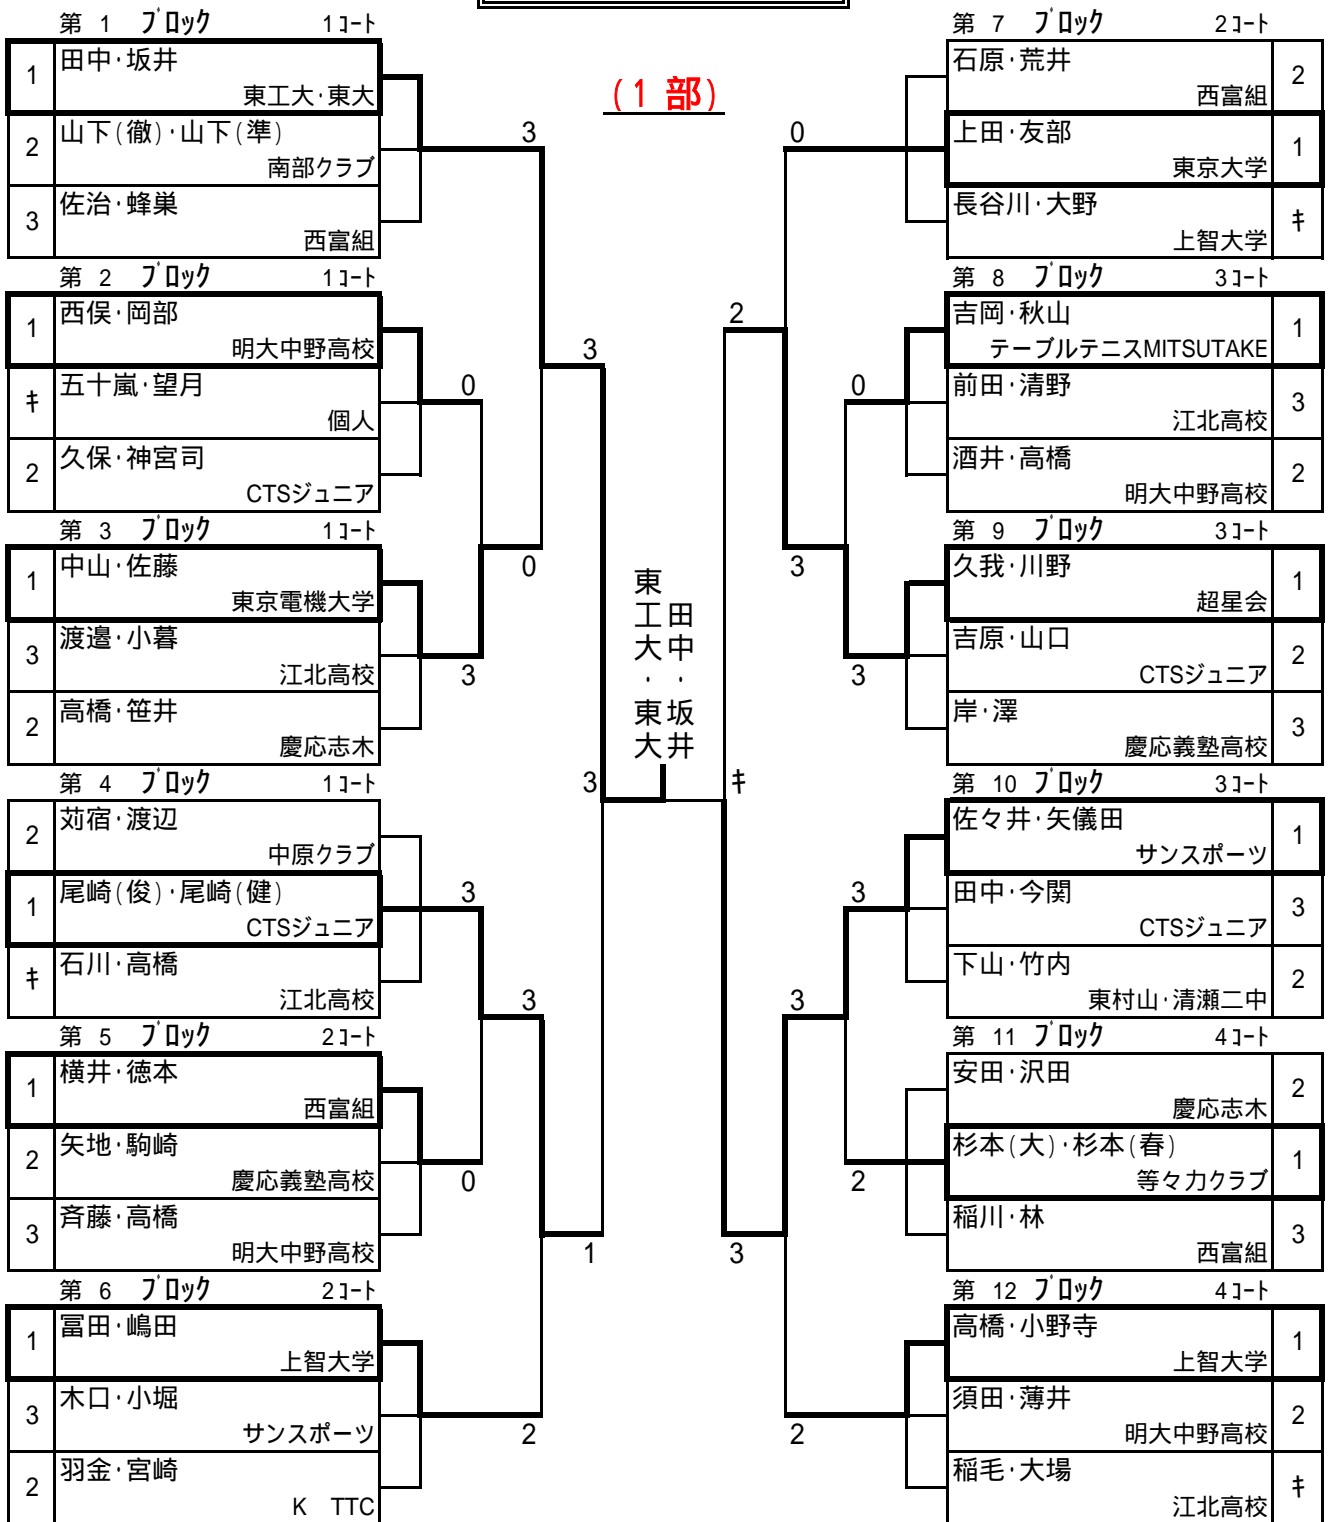 (1 部)
第 1 ブロック 1コート
1 田中・坂井
東工大・東大
2 山下(徹)・山下(準)
南部クラブ
3 佐治・蜂巣
西富組
第 2 ブロック 1コート
1 西俣・岡部
明大中野高校
キ 五十嵐・望月
個人
2 久保・神宮司
CTSジュニア
第 3 ブロック 1コート
1 中山・佐藤
東京電機大学
3 渡邉・小暮
江北高校
2 高橋・笹井
慶応志木
第 4 ブロック 1コート
2 苅宿・渡辺
中原クラブ
1 尾崎(俊)・尾崎(健)
CTSジュニア
キ 石川・高橋
江北高校
第 5 ブロック 2コート
1 横井・徳本
西富組
2 矢地・駒崎
慶応義塾高校
3 斉藤・高橋
明大中野高校
第 6 ブロック 2コート
1 冨田・嶋田
上智大学
3 木口・小堀
サンスポーツ
2 羽金・宮崎
K TTC
3
0
3
0
3
3
0
3
2
3
1
3
東工大・東大
田中・坂井
キ
0
2
0
3
3
3
3
2
3
2
第 7 ブロック 2コート
石原・荒井 2
西富組
上田・友部 1
東京大学
長谷川・大野 キ
上智大学
第 8 ブロック 3コート
吉岡・秋山 1
テーブルテニスMITSUTAKE
前田・清野 3
江北高校
酒井・高橋 2
明大中野高校
第 9 ブロック 3コート
久我・川野 1
超星会
吉原・山口 2
CTSジュニア
岸・澤 3
慶応義塾高校
第 10 ブロック 3コート
佐々井・矢儀田 1
サンスポーツ
田中・今関 3
CTSジュニア
下山・竹内 2
東村山・清瀬二中
第 11 ブロック 4コート
安田・沢田 2
慶応志木
杉本(大)・杉本(春) 1
等々力クラブ
稲川・林 3
西富組
第 12 ブロック 4コート
高橋・小野寺 1
上智大学
須田・薄井 2
明大中野高校
稲毛・大場 キ
江北高校